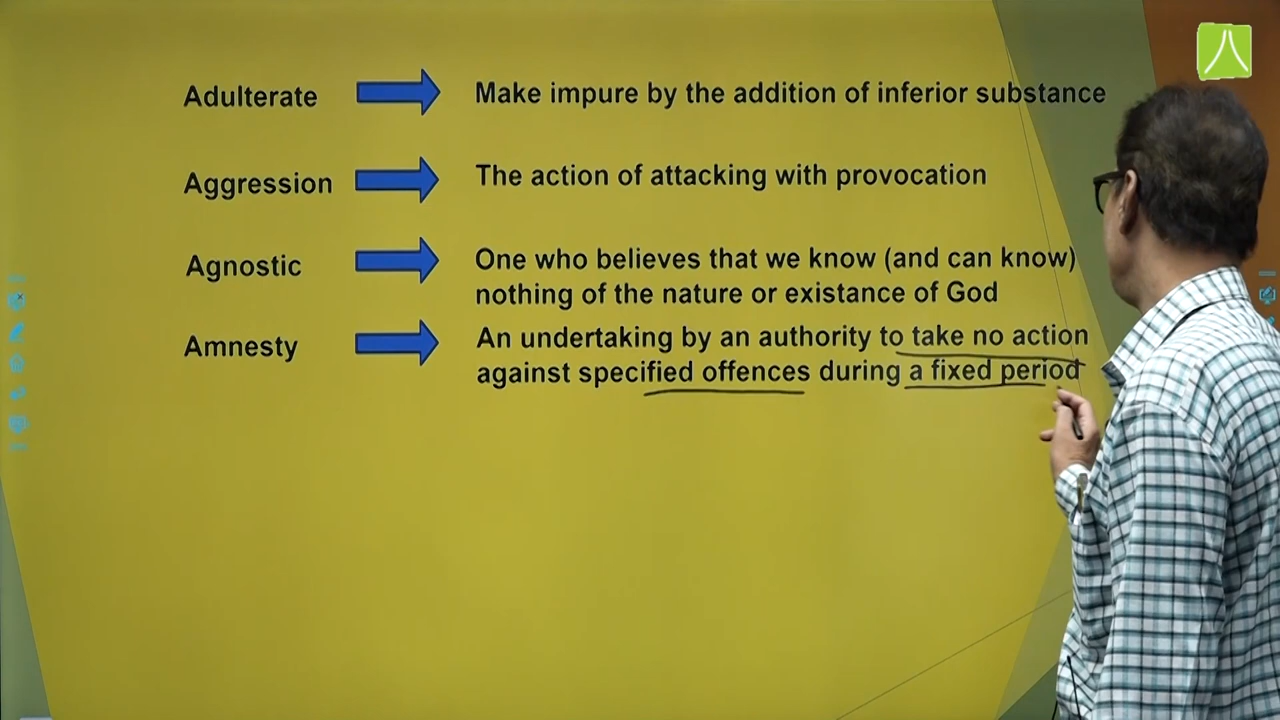 Adulterate Make impure by the addition of inferior substance
Aggression The action of attacking with provocation
Agnostic One who believes that we know (and can know)
nothing of the nature or existance of God
Amnesty An undertaking by an authority to take no action
against specified offences during a fixed period